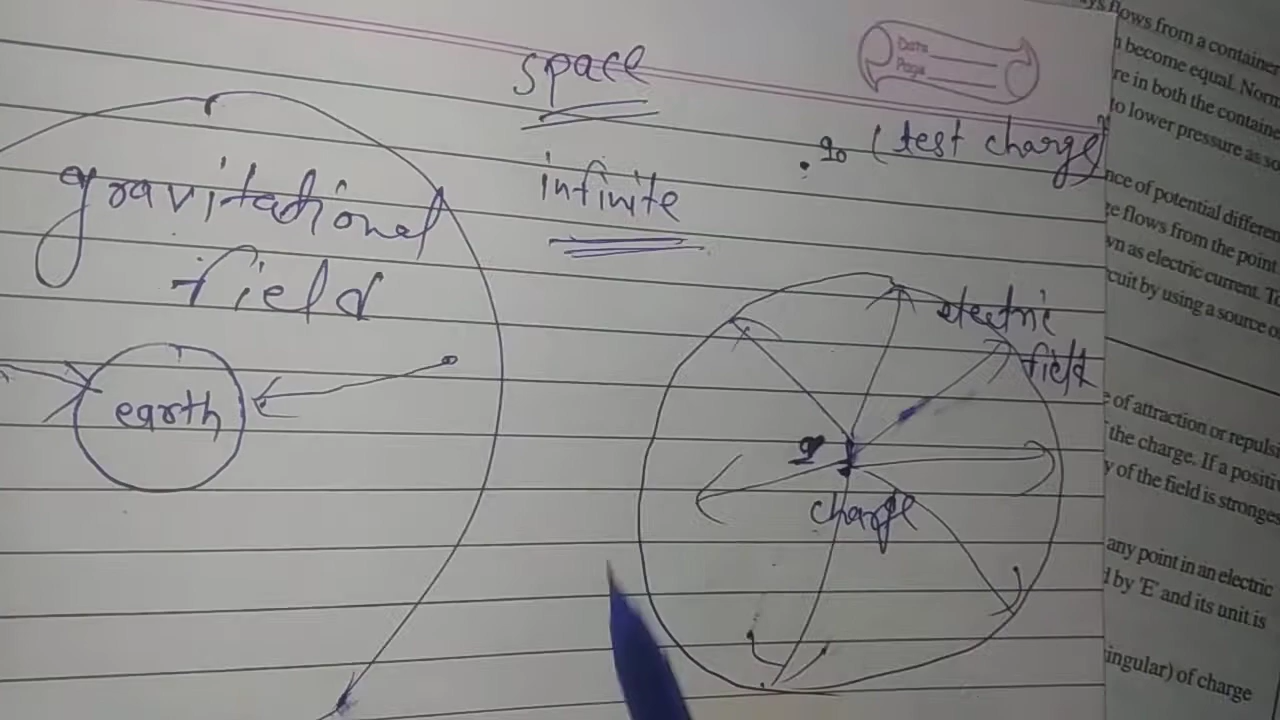 space
Date
Page
.q₀ (test charge)
infinite
gravitational
field
earth
electric
field
q
charge
flows from a container
become equal. Norm
re in both the containe
to lower pressure as so
nce of potential differen
ge flows from the point
wn as electric current. T
cuit by using a source o
e of attraction or repulsi
the charge. If a positiv
y of the field is stronges
any point in an electric
d by 'E' and its unit is
ingular) of charge